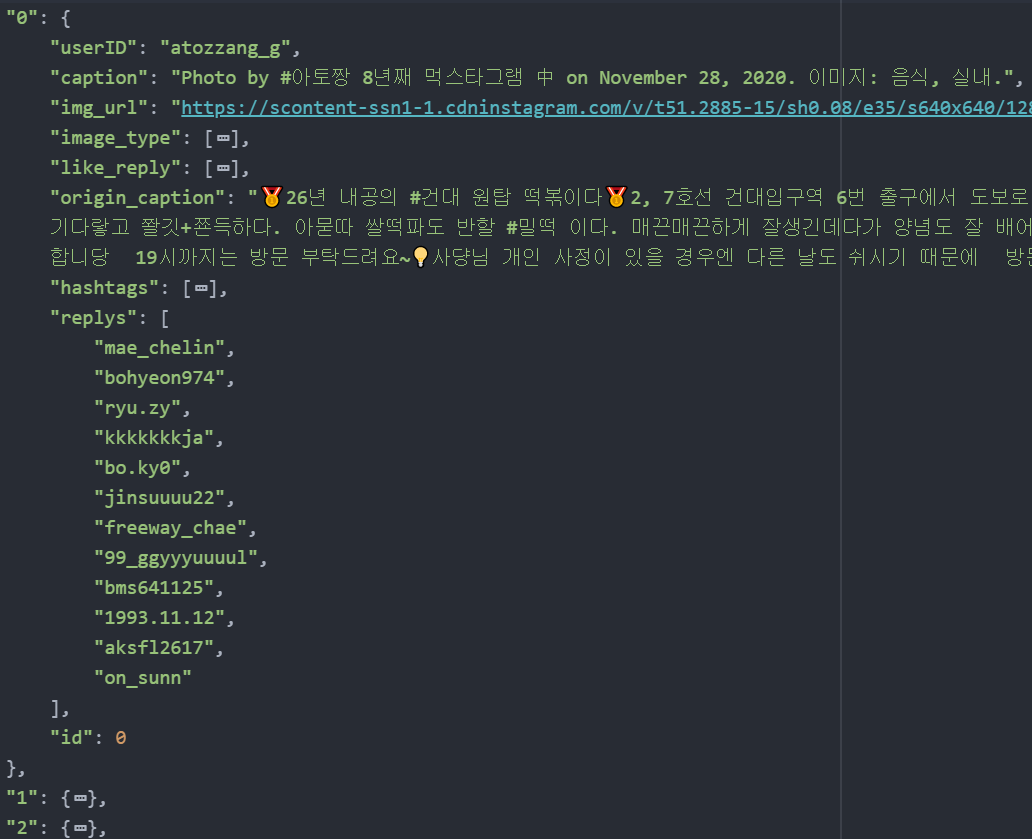 "0": {
"userID": "atozzang_g",
"caption": "Photo by #아토짱 8년째 먹스타그램 中 on November 28, 2020. 이미지: 음식, 실내.",
"img_url": "https://scontent-ssn1-1.cdninstagram.com/v/t51.2885-15/sh0.08/e35/s640x640/128
"image_type": […],
"like_reply": […],
"origin_caption": "🏅26년 내공의 #건대 원탑 떡볶이다🏅2, 7호선 건대입구역 6번 출구에서 도보로
기다랗고 쫠깃+쫀득하다. 아묻따 쌀떡파도 반할 #밀떡 이다. 매끈매끈하게 잘생긴데다가 양념도 잘 배어
합니당 19시까지는 방문 부탁드려요~💡사댱님 개인 사정이 있을 경우엔 다른 날도 쉬시기 때문에 방문
"hashtags": […],
"replys": [
"mae_chelin",
"bohyeon974",
"ryu.zy",
"kkkkkkkja",
"bo.ky0",
"jinsuuuu22",
"freeway_chae",
"99_ggyyyuuuul",
"bms641125",
"1993.11.12",
"aksfl2617",
"on_sunn"
],
"id": 0
},
"1": {…},
"2": {…},